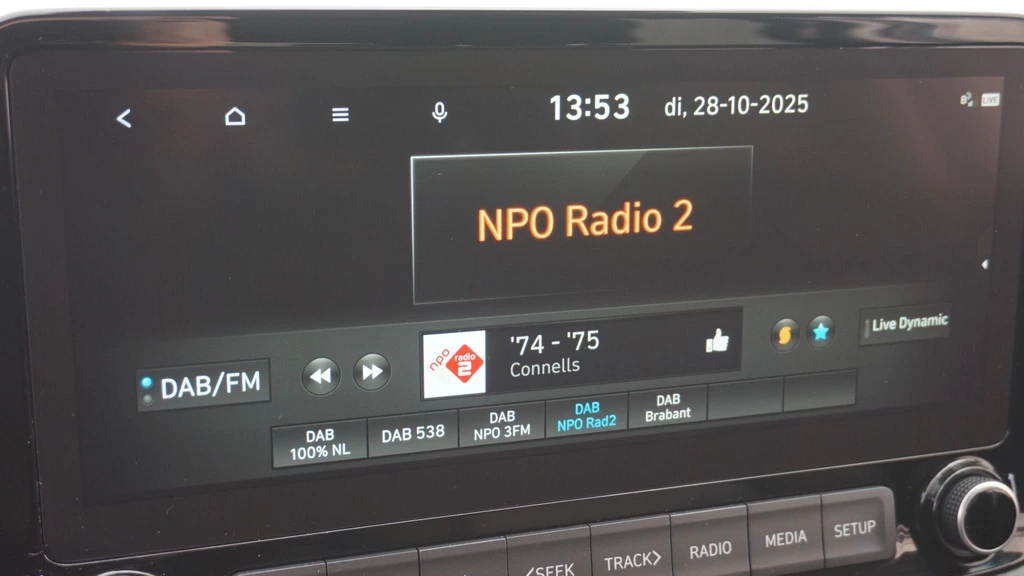 13:53 di, 28-10-2025
LIVE
NPO Radio 2
npo radio 2
'74 - '75
Connells
Live Dynamic
DAB/FM
DAB
100% NL
DAB 538
DAB
NPO 3FM
DAB
NPO Rad2
DAB
Brabant
<SEEK
TRACK>
RADIO
MEDIA
SETUP